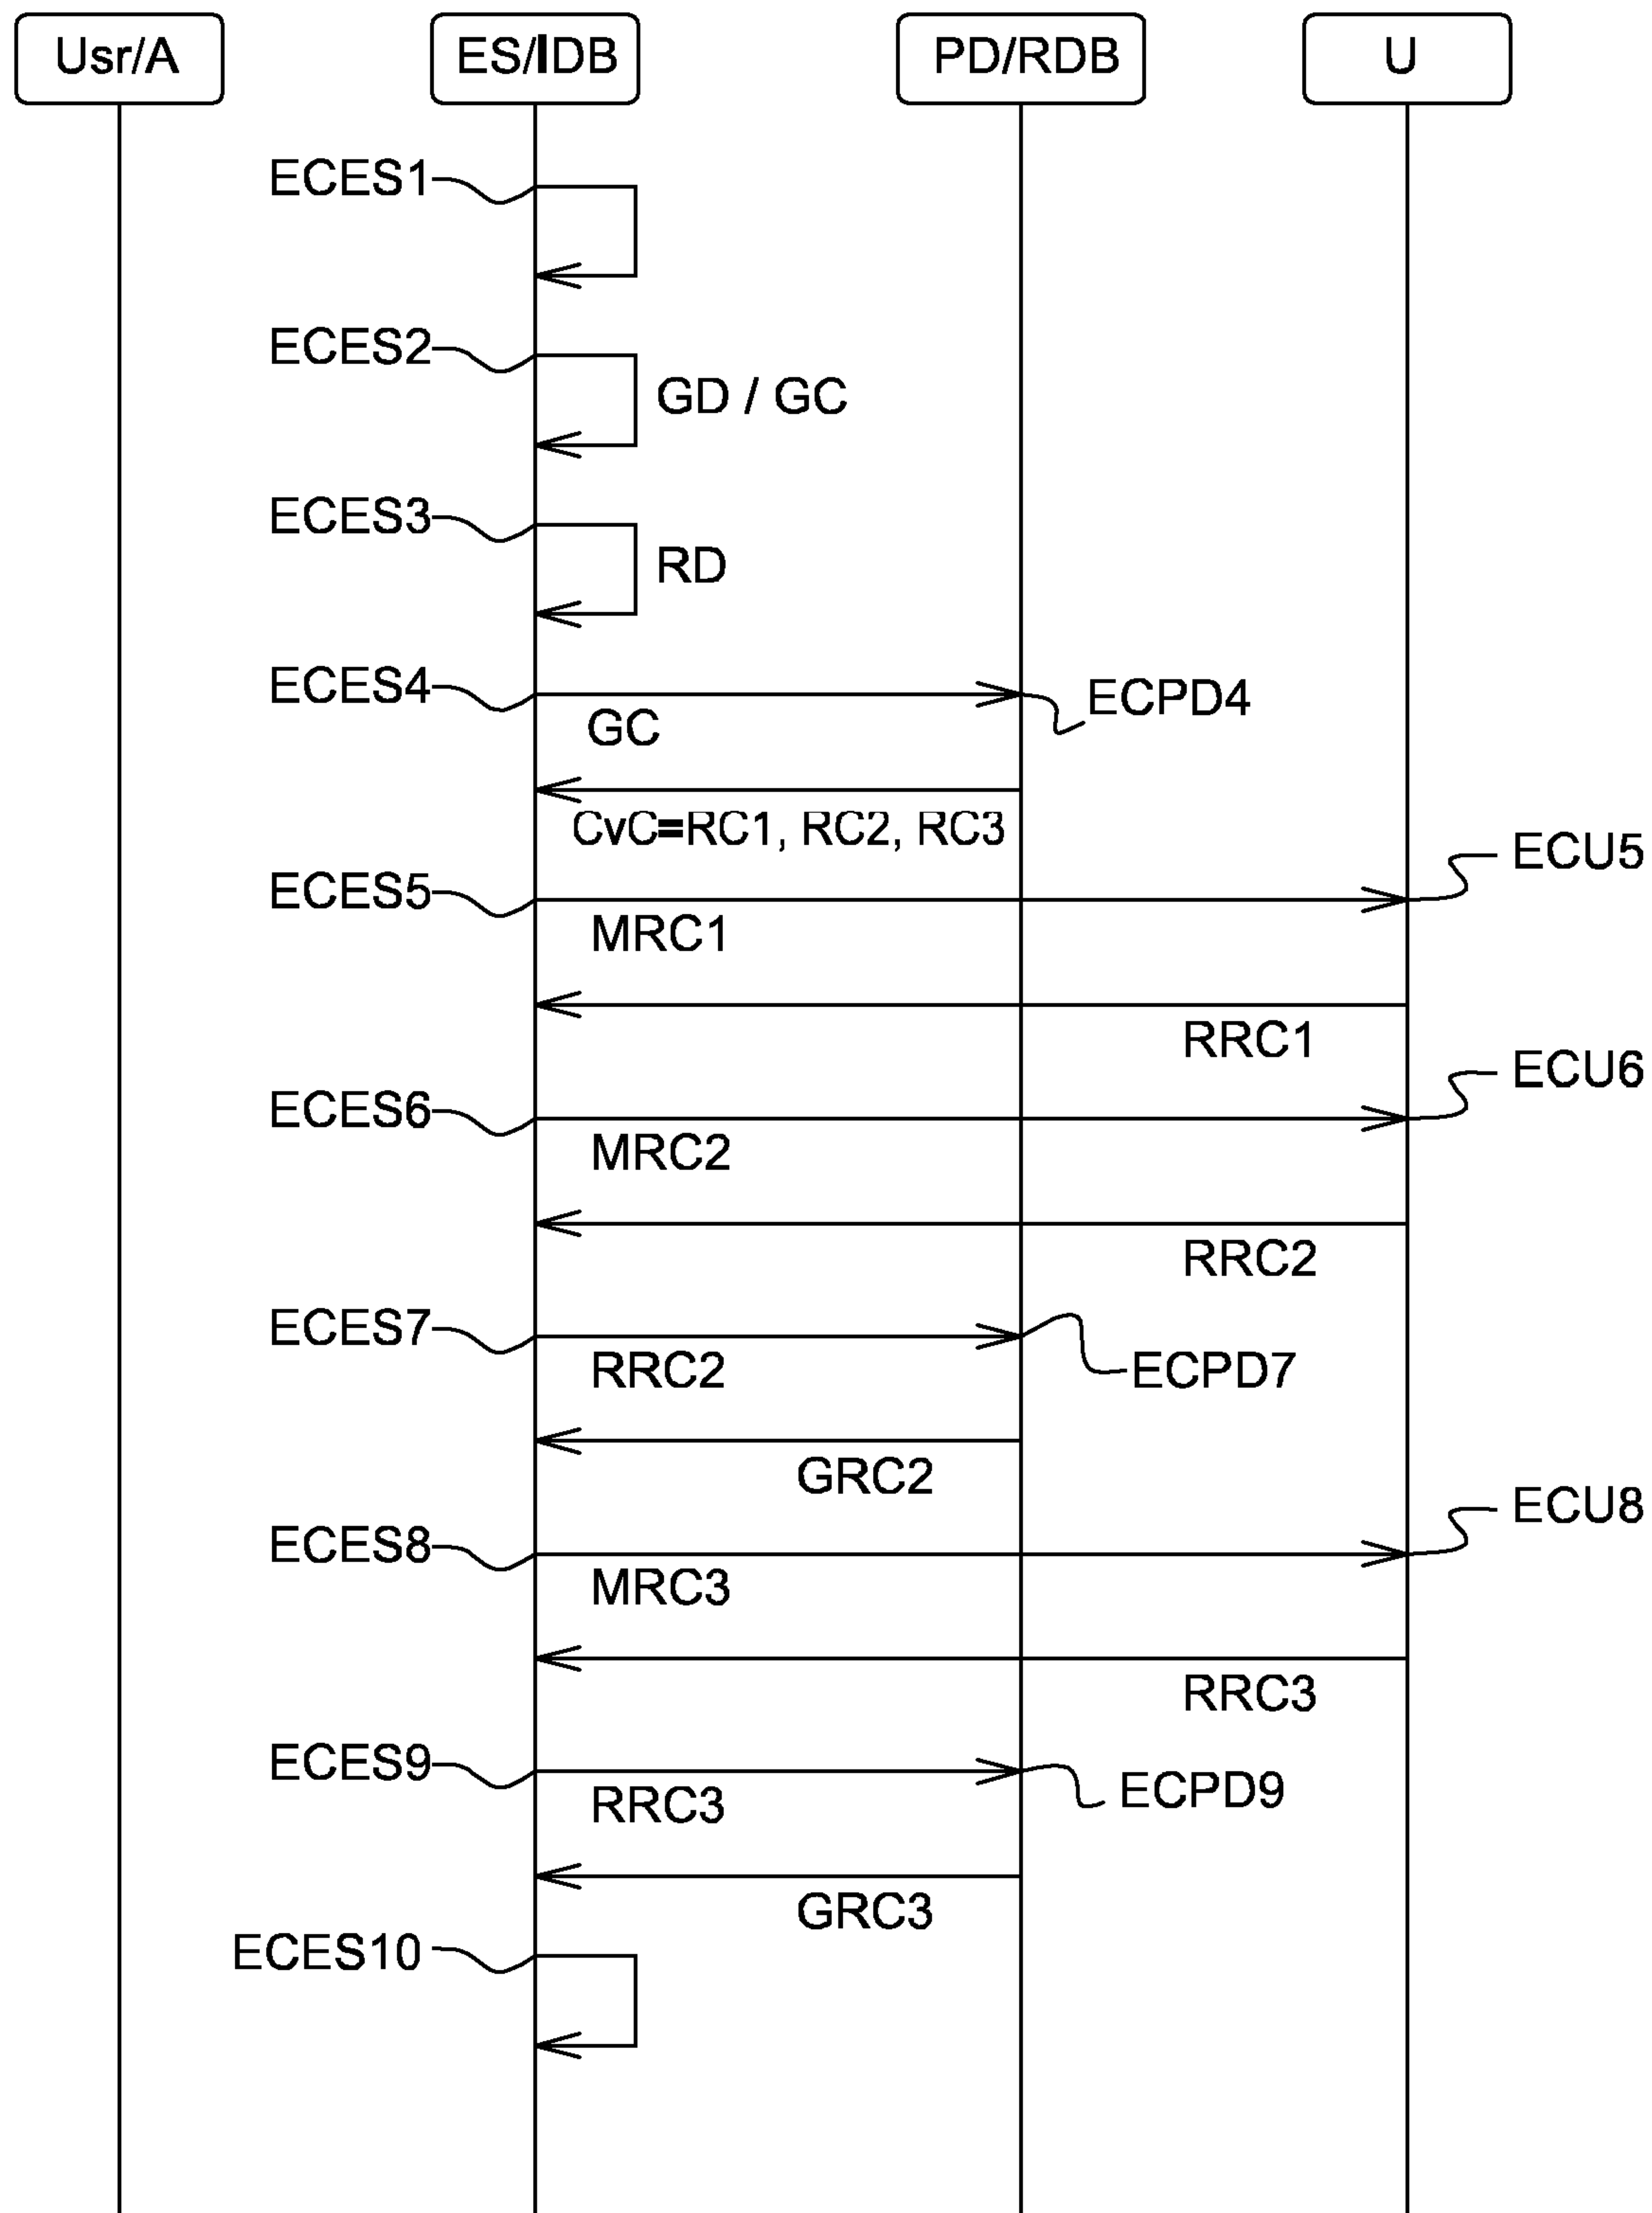 Usr/A
ES/IDB
PD/RDB
U
ECES1
ECES2
GD / GC
ECES3
RD
ECES4
ECPD4
GC
CvC=RC1, RC2, RC3
ECU5
ECES5
MRC1
RRC1
ECU6
ECES6
MRC2
RRC2
ECES7
RRC2
ECPD7
GRC2
ECU8
ECES8
MRC3
RRC3
ECES9
RRC3
ECPD9
GRC3
ECES10